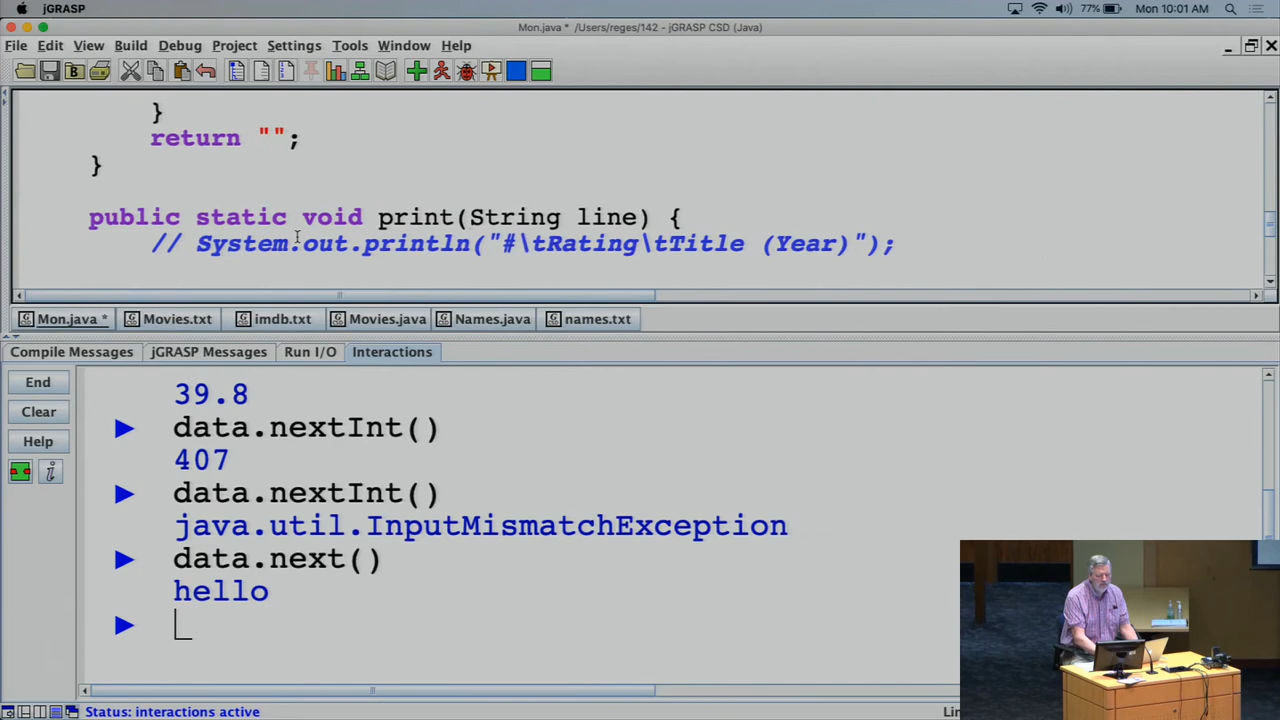 jGRASP
77%
Mon 10:01 AM
Mon.java * /Users/reges/142 - jGRASP CSD (Java)
File Edit View Build Debug Project Settings Tools Window Help
}
return "";
}
public static void print(String line) {
// System.out.println("#\tRating\tTitle (Year)");
Mon.java * Movies.txt imdb.txt Movies.java Names.java names.txt
Compile Messages jGRASP Messages Run I/O Interactions
End
Clear
Help
39.8
data.nextInt()
407
data.nextInt()
java.util.InputMismatchException
data.next()
hello
Status: interactions active